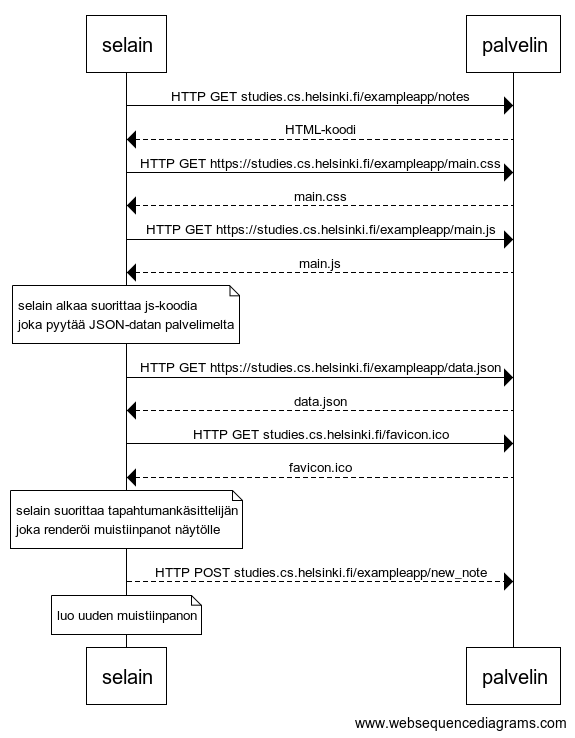 selain
palvelin
HTTP GET studies.cs.helsinki.fi/exampleapp/notes
HTML-koodi
HTTP GET https://studies.cs.helsinki.fi/exampleapp/main.css
main.css
HTTP GET https://studies.cs.helsinki.fi/exampleapp/main.js
main.js
selain alkaa suorittaa js-koodia
joka pyytää JSON-datan palvelimelta
HTTP GET https://studies.cs.helsinki.fi/exampleapp/data.json
data.json
HTTP GET studies.cs.helsinki.fi/favicon.ico
favicon.ico
selain suorittaa tapahtumankäsittelijän
joka renderöi muistiinpanot näytölle
HTTP POST studies.cs.helsinki.fi/exampleapp/new_note
luo uuden muistiinpanon
selain
palvelin
www.websequencediagrams.com